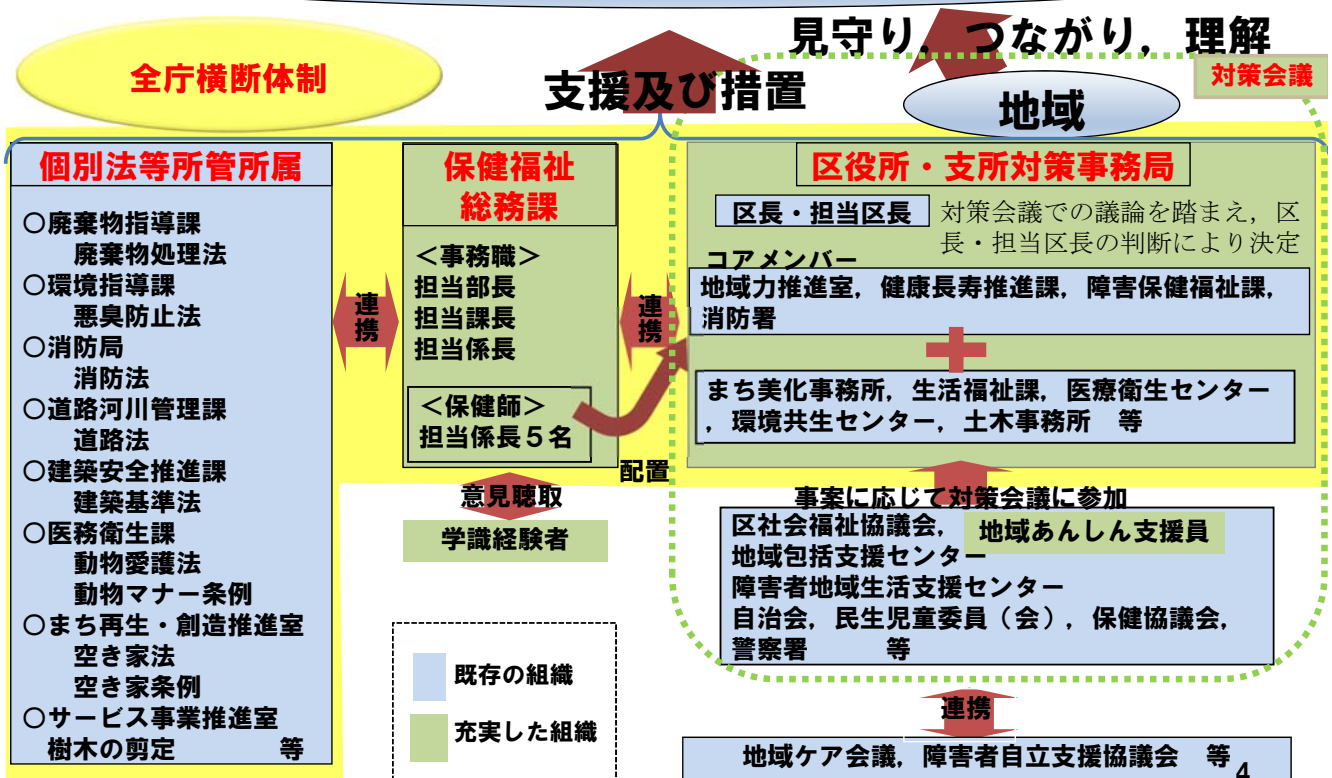 見守り，つながり，理解
全庁横断体制
対策会議
支援及び措置
地域
個別法等所管所属
〇廃棄物指導課
廃棄物処理法
〇環境指導課
悪臭防止法
〇消防局
消防法
〇道路河川管理課
道路法
〇建築安全推進課
建築基準法
〇医務衛生課
動物愛護法
動物マナー条例
〇まち再生・創造推進室
空き家法
空き家条例
〇サービス事業推進室
樹木の剪定　　　等
連携
保健福祉
総務課
＜事務職＞
担当部長
担当課長
担当係長
＜保健師＞
担当係長５名
連携
配置
意見聴取
学識経験者
区役所・支所対策事務局
区長・担当区長
対策会議での議論を踏まえ，区
長・担当区長の判断により決定
コアメンバー
地域力推進室，健康長寿推進課，障害保健福祉課，
消防署
まち美化事務所，生活福祉課，医療衛生センター
，環境共生センター，土木事務所　等
事案に応じて対策会議に参加
区社会福祉協議会，
地域あんしん支援員
地域包括支援センター
障害者地域生活支援センター
自治会，民生児童委員（会），保健協議会，
警察署　　　等
連携
地域ケア会議，障害者自立支援協議会　等
既存の組織
充実した組織
4